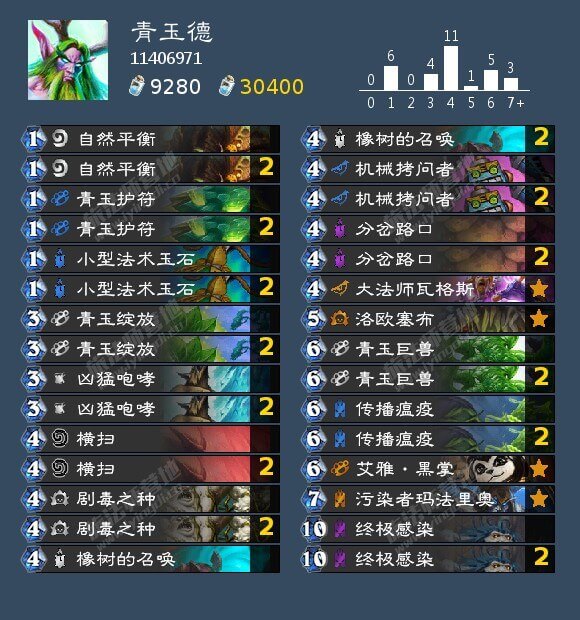 青玉德
11406971
9280 30400
0 6 0 4 11 1 5 3
0 1 2 3 4 5 6 7+
1 自然平衡
1 自然平衡 2
1 青玉护符
1 青玉护符 2
1 小型法术玉石
1 小型法术玉石 2
3 青玉绽放
3 青玉绽放 2
3 凶猛咆哮
3 凶猛咆哮 2
4 横扫
4 横扫 2
4 剧毒之种
4 剧毒之种 2
4 橡树的召唤
4 橡树的召唤 2
4 机械拷问者
4 机械拷问者 2
4 分岔路口
4 分岔路口 2
4 大法师瓦格斯
5 洛欧塞布
6 青玉巨兽
6 青玉巨兽 2
6 传播瘟疫
6 传播瘟疫 2
6 艾雅·黑掌
7 污染者玛法里奥
10 终极感染
10 终极感染 2